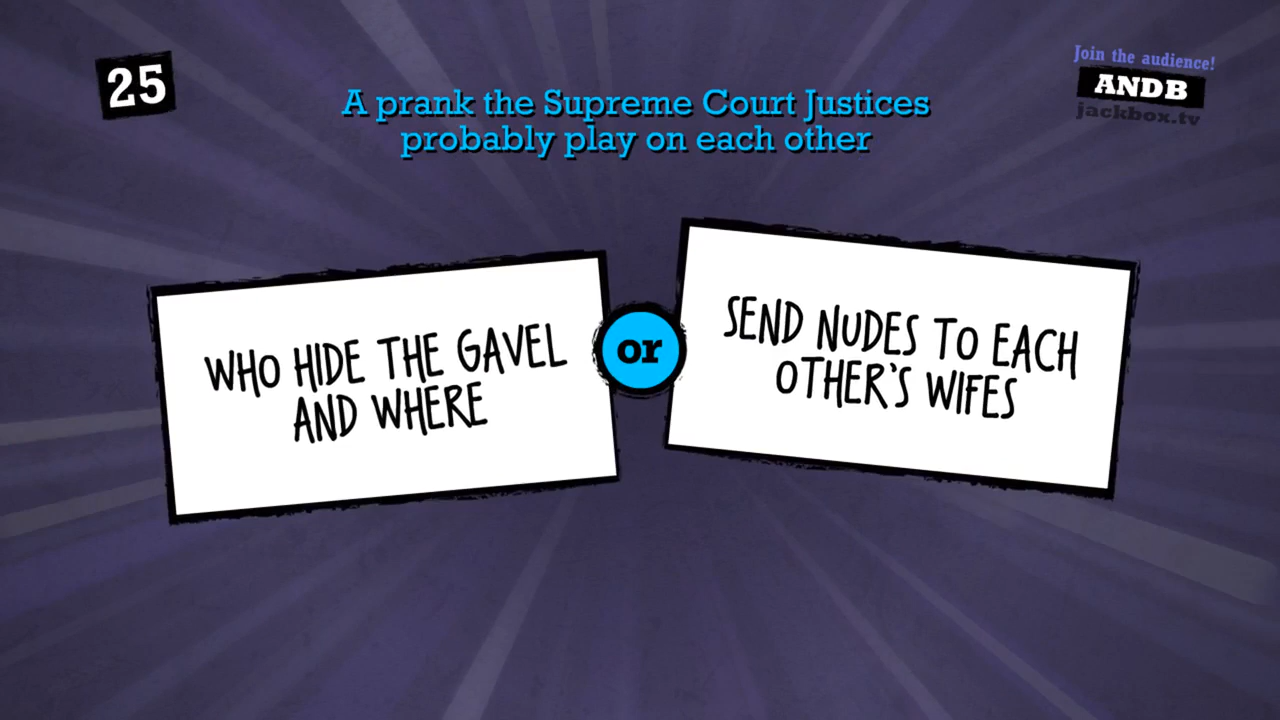 25
A prank the Supreme Court Justices
probably play on each other
Join the audience!
ANDB
jackbox.tv
WHO HIDE THE GAVEL
AND WHERE
or
SEND NUDES TO EACH
OTHER'S WIFES